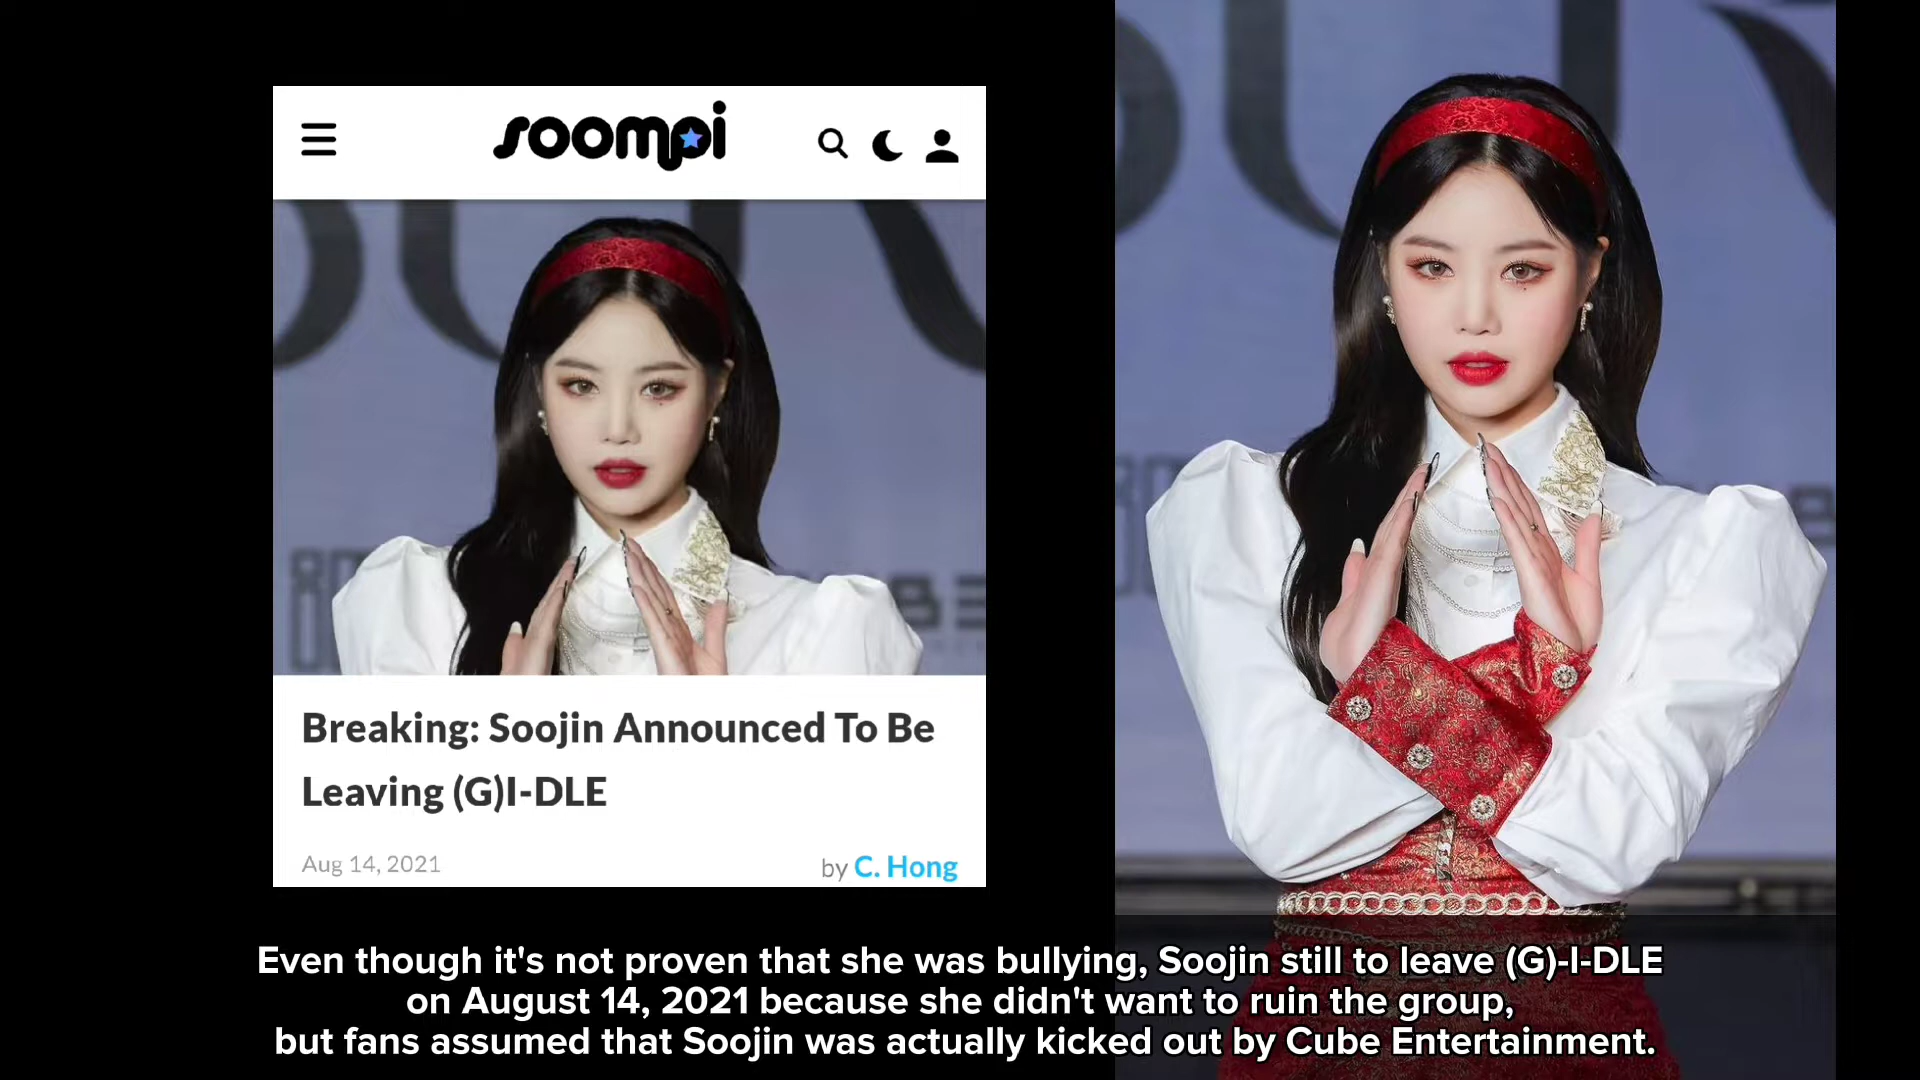 soompi
Breaking: Soojin Announced To Be
Leaving (G)I-DLE
Aug 14, 2021
by C. Hong
Even though it's not proven that she was bullying, Soojin still to leave (G)-I-DLE
on August 14, 2021 because she didn't want to ruin the group,
but fans assumed that Soojin was actually kicked out by Cube Entertainment.